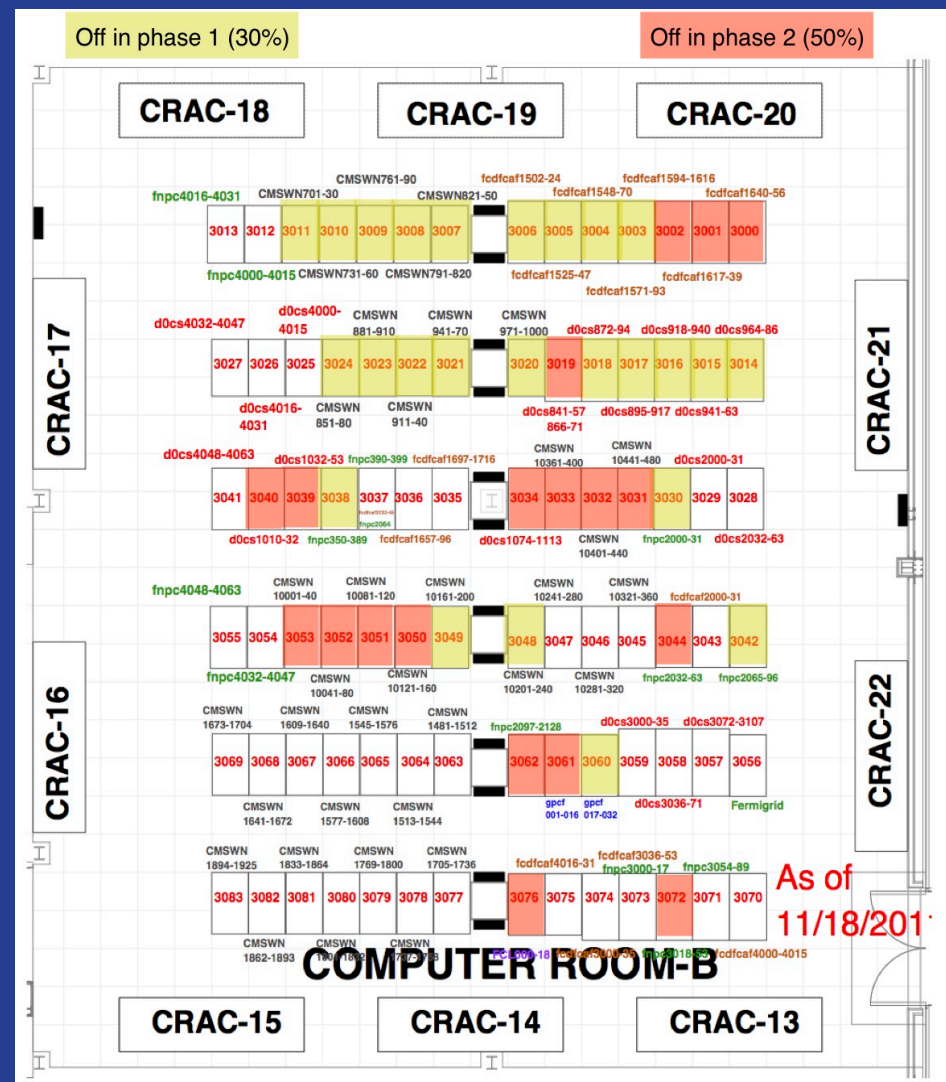 Off in phase 1 (30%)
Off in phase 2 (50%)
CRAC-18
CRAC-19
CRAC-20
CMSWN761-90
fcdfcaf1502-24
fcdfcaf1594-1616
fnpc4016-4031
CMSWN701-30
CMSWN821-50
fcdfcaf1548-70
fcdfcaf1640-56
3013 3012 3011 3010 3009 3008 3007 3006 3005 3004 3003 3002 3001 3000
fnpc4000-4015
CMSWN731-60
CMSWN791-820
fcdfcaf1525-47
fcdfcaf1617-39
fcdfcaf1571-93
CRAC-17
CRAC-21
d0cs4032-4047
d0cs4000-
4015
CMSWN
881-910
CMSWN
941-70
CMSWN
971-1000
d0cs872-94
d0cs918-940
d0cs964-86
3027 3026 3025 3024 3023 3022 3021 3020 3019 3018 3017 3016 3015 3014
d0cs4016-
4031
CMSWN
851-80
CMSWN
911-40
d0cs841-57
866-71
d0cs895-917
d0cs941-63
d0cs4048-4063
d0cs1032-53
fnpc390-399
fcdfcaf1697-1716
CMSWN
10361-400
CMSWN
10441-480
d0cs2000-31
3041 3040 3039 3038 3037 3036 3035 3034 3033 3032 3031 3030 3029 3028
fnpc2064
d0cs1010-32
fnpc350-389
fcdfcaf1657-96
d0cs1074-1113
CMSWN
10401-440
fnpc2000-31
d0cs2032-63
fnpc4048-4063
CMSWN
10001-40
CMSWN
10081-120
CMSWN
10161-200
CMSWN
10241-280
CMSWN
10321-360
fcdfcaf2000-31
3055 3054 3053 3052 3051 3050 3049 3048 3047 3046 3045 3044 3043 3042
fnpc4032-4047
CMSWN
10041-80
CMSWN
10121-160
CMSWN
10201-240
CMSWN
10281-320
fnpc2032-63
fnpc2065-96
CRAC-16
CRAC-22
CMSWN
1673-1704
CMSWN
1609-1640
CMSWN
1545-1576
CMSWN
1481-1512
fnpc2097-2128
d0cs3000-35
d0cs3072-3107
3069 3068 3067 3066 3065 3064 3063 3062 3061 3060 3059 3058 3057 3056
CMSWN
1641-1672
CMSWN
1577-1608
CMSWN
1513-1544
gpcf
001-016
gpcf
017-032
d0cs3036-71
Fermigrid
CMSWN
1894-1925
CMSWN
1833-1864
CMSWN
1769-1800
CMSWN
1705-1736
fcdfcaf4016-31
fcdfcaf3036-53
fnpc3000-17
fnpc3054-89
3083 3082 3081 3080 3079 3078 3077 3076 3075 3074 3073 3072 3071 3070
As of
11/18/201
CMSWN
1862-1893
CMSWN
CMSWN
fcdfcaf4000-4015
COMPUTER ROOM-B
CRAC-15
CRAC-14
CRAC-13